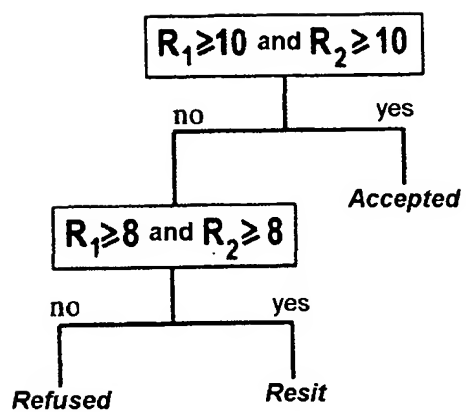 R₁≥10 and R₂≥10
no yes
Accepted
R₁≥8 and R₂≥8
no yes
Refused Resit